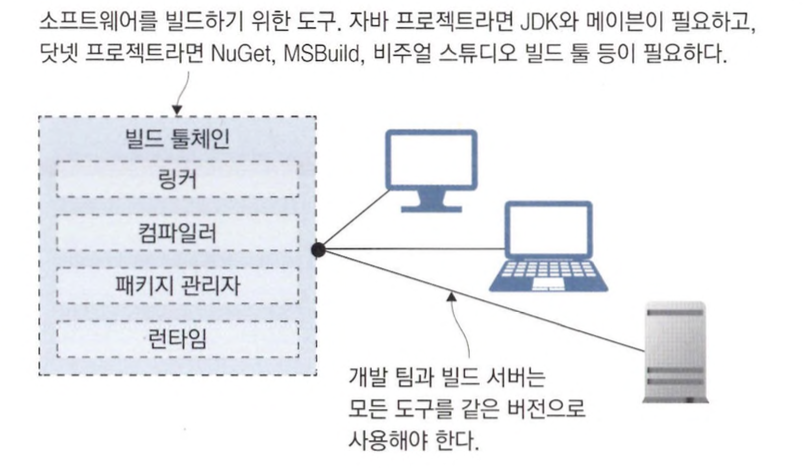 소프트웨어를 빌드하기 위한 도구. 자바 프로젝트라면 JDK와 메이븐이 필요하고,
닷넷 프로젝트라면 NuGet, MSBuild, 비주얼 스튜디오 빌드 툴 등이 필요하다.
빌드 툴체인
링커
컴파일러
패키지 관리자
런타임
개발 팀과 빌드 서버는
모든 도구를 같은 버전으로
사용해야 한다.